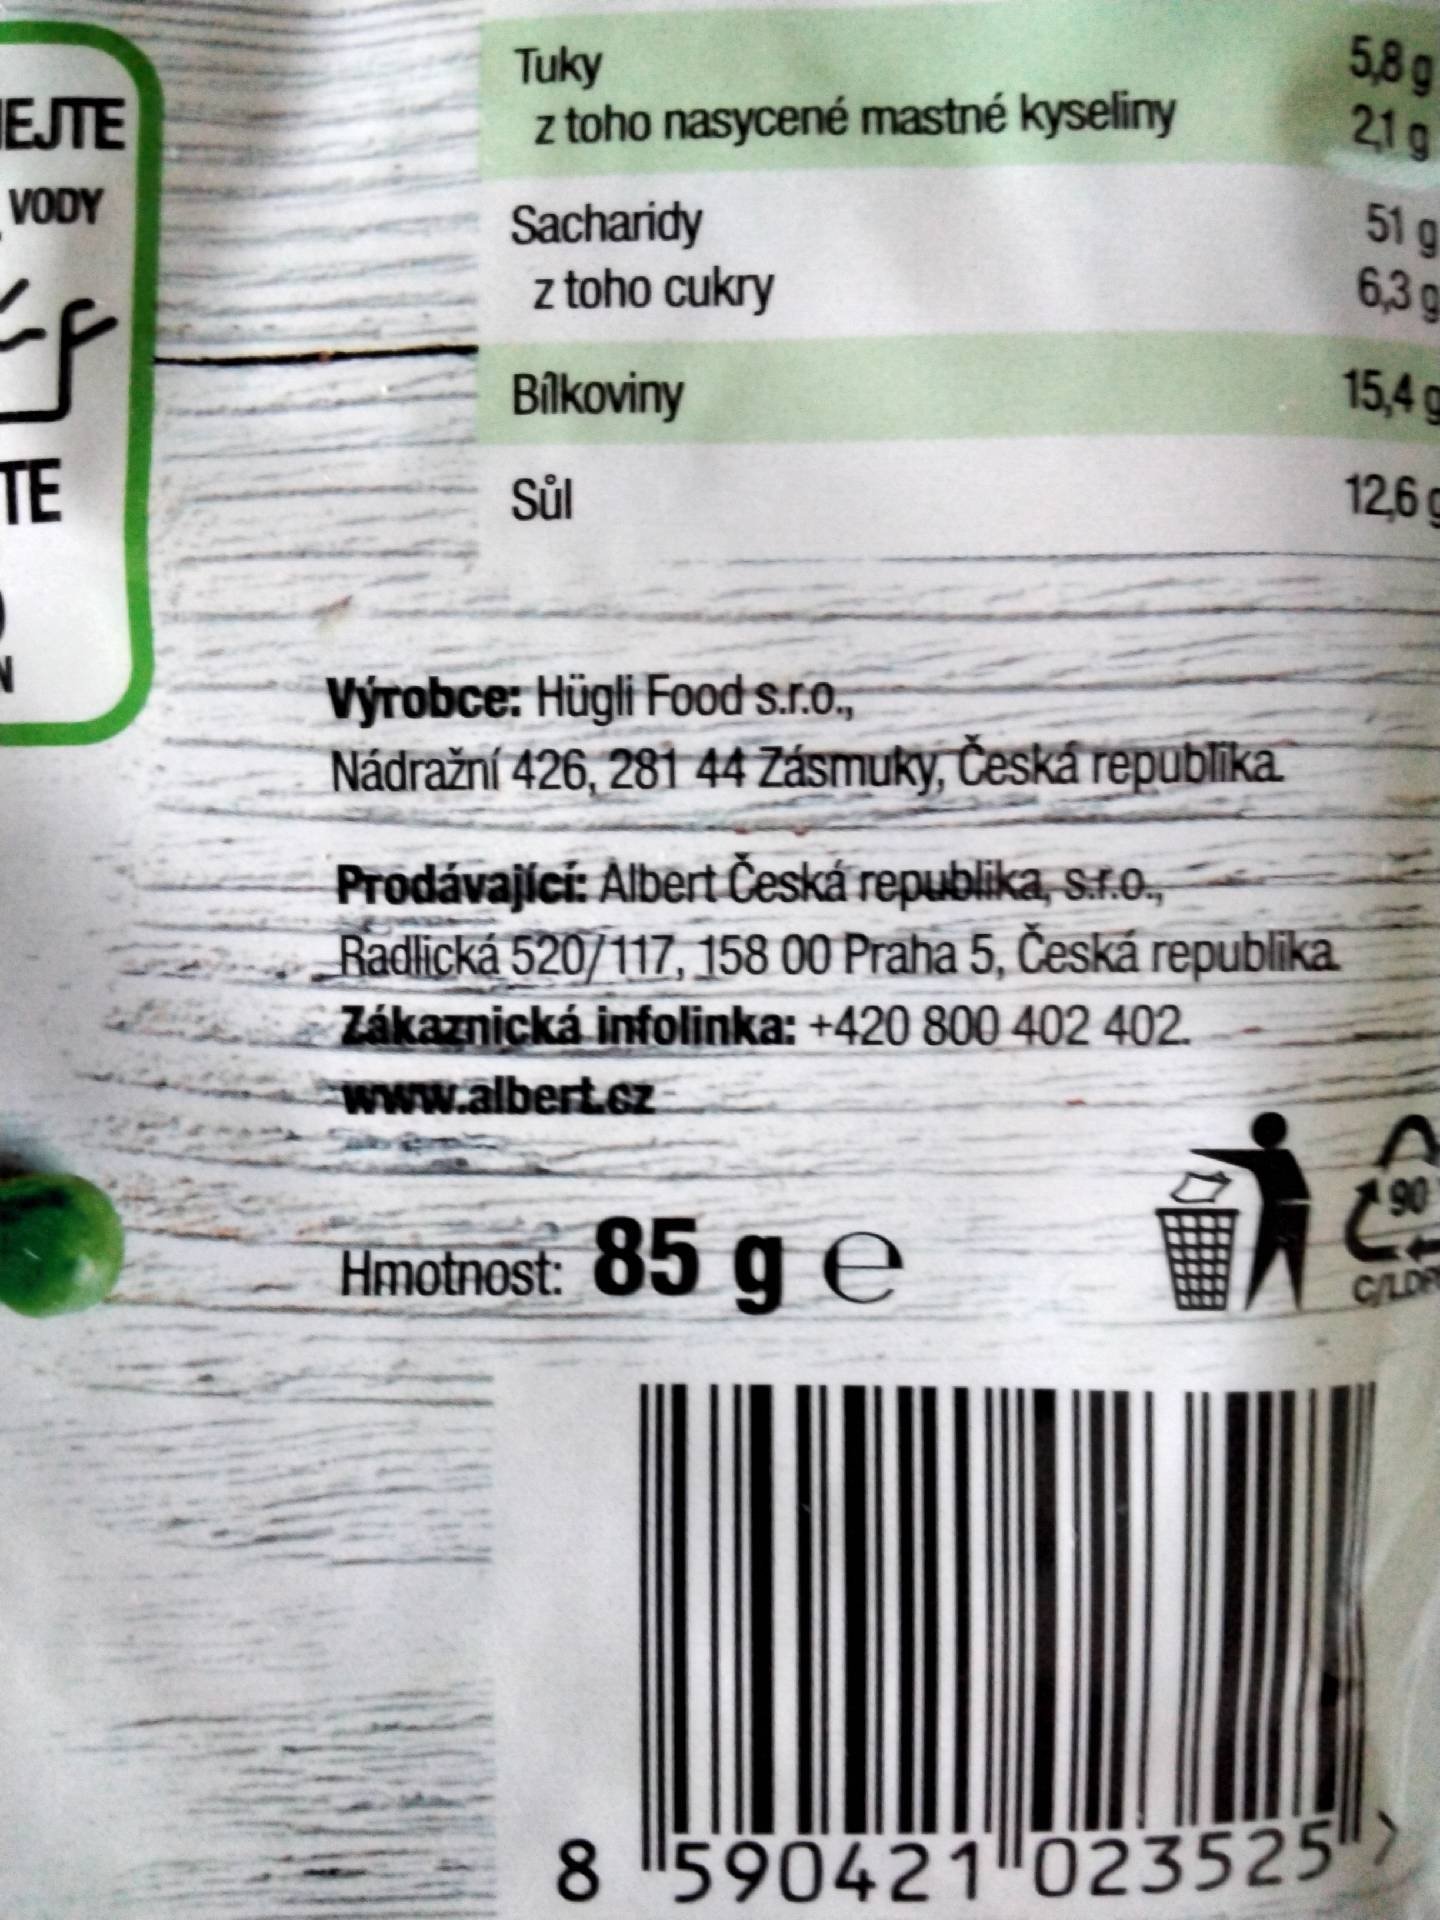 EJTE
VODY
TE
N
Tuky 5,8 g
z toho nasycené mastné kyseliny 2,1 g
Sacharidy 51 g
z toho cukry 6,3 g
Bílkoviny 15,4 g
Sůl 12,6 g
Výrobce: Hügli Food s.r.o.,
Nádražní 426, 281 44 Zásmuky, Česká republika.
Prodávající: Albert Česká republika, s.r.o.,
Radlická 520/117, 158 00 Praha 5, Česká republika.
Zákaznická infolinka: +420 800 402 402.
www.albert.cz
Hmotnost: 85 g e
90
C/LDP
8 590421 023525 >